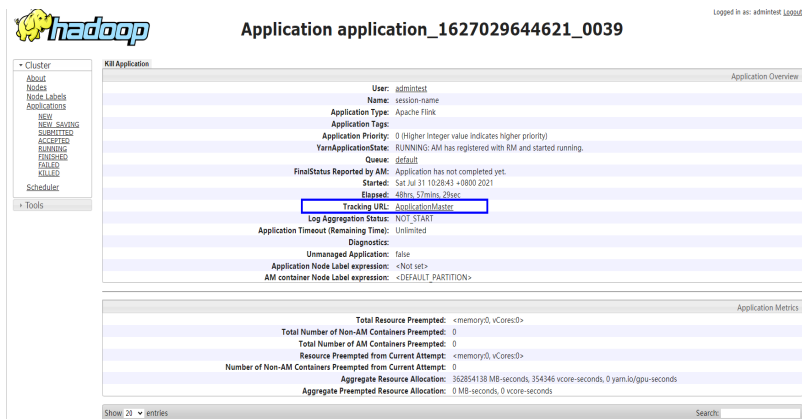 Logged in as: admintest Logout
hadoop
Application application_1627029644621_0039
Cluster
About
Nodes
Node Labels
Applications
NEW
NEW_SAVING
SUBMITTED
ACCEPTED
RUNNING
FINISHED
FAILED
KILLED
Scheduler
Tools
Kill Application
Application Overview
User: admintest
Name: session-name
Application Type: Apache Flink
Application Tags:
Application Priority: 0 (Higher Integer value indicates higher priority)
YarnApplicationState: RUNNING: AM has registered with RM and started running.
Queue: default
FinalStatus Reported by AM: Application has not completed yet.
Started: Sat Jul 31 10:28:43 +0800 2021
Elapsed: 48hrs, 57mins, 29sec
Tracking URL: ApplicationMaster
Log Aggregation Status: NOT_START
Application Timeout (Remaining Time): Unlimited
Diagnostics:
Unmanaged Application: false
Application Node Label expression: <Not set>
AM container Node Label expression: <DEFAULT_PARTITION>
Application Metrics
Total Resource Preempted: <memory:0, vCores:0>
Total Number of Non-AM Containers Preempted: 0
Total Number of AM Containers Preempted: 0
Resource Preempted from Current Attempt: <memory:0, vCores:0>
Number of Non-AM Containers Preempted from Current Attempt: 0
Aggregate Resource Allocation: 362854138 MB-seconds, 354346 vcore-seconds, 0 yarn.io/gpu-seconds
Aggregate Preempted Resource Allocation: 0 MB-seconds, 0 vcore-seconds
Show 20 entries
Search: